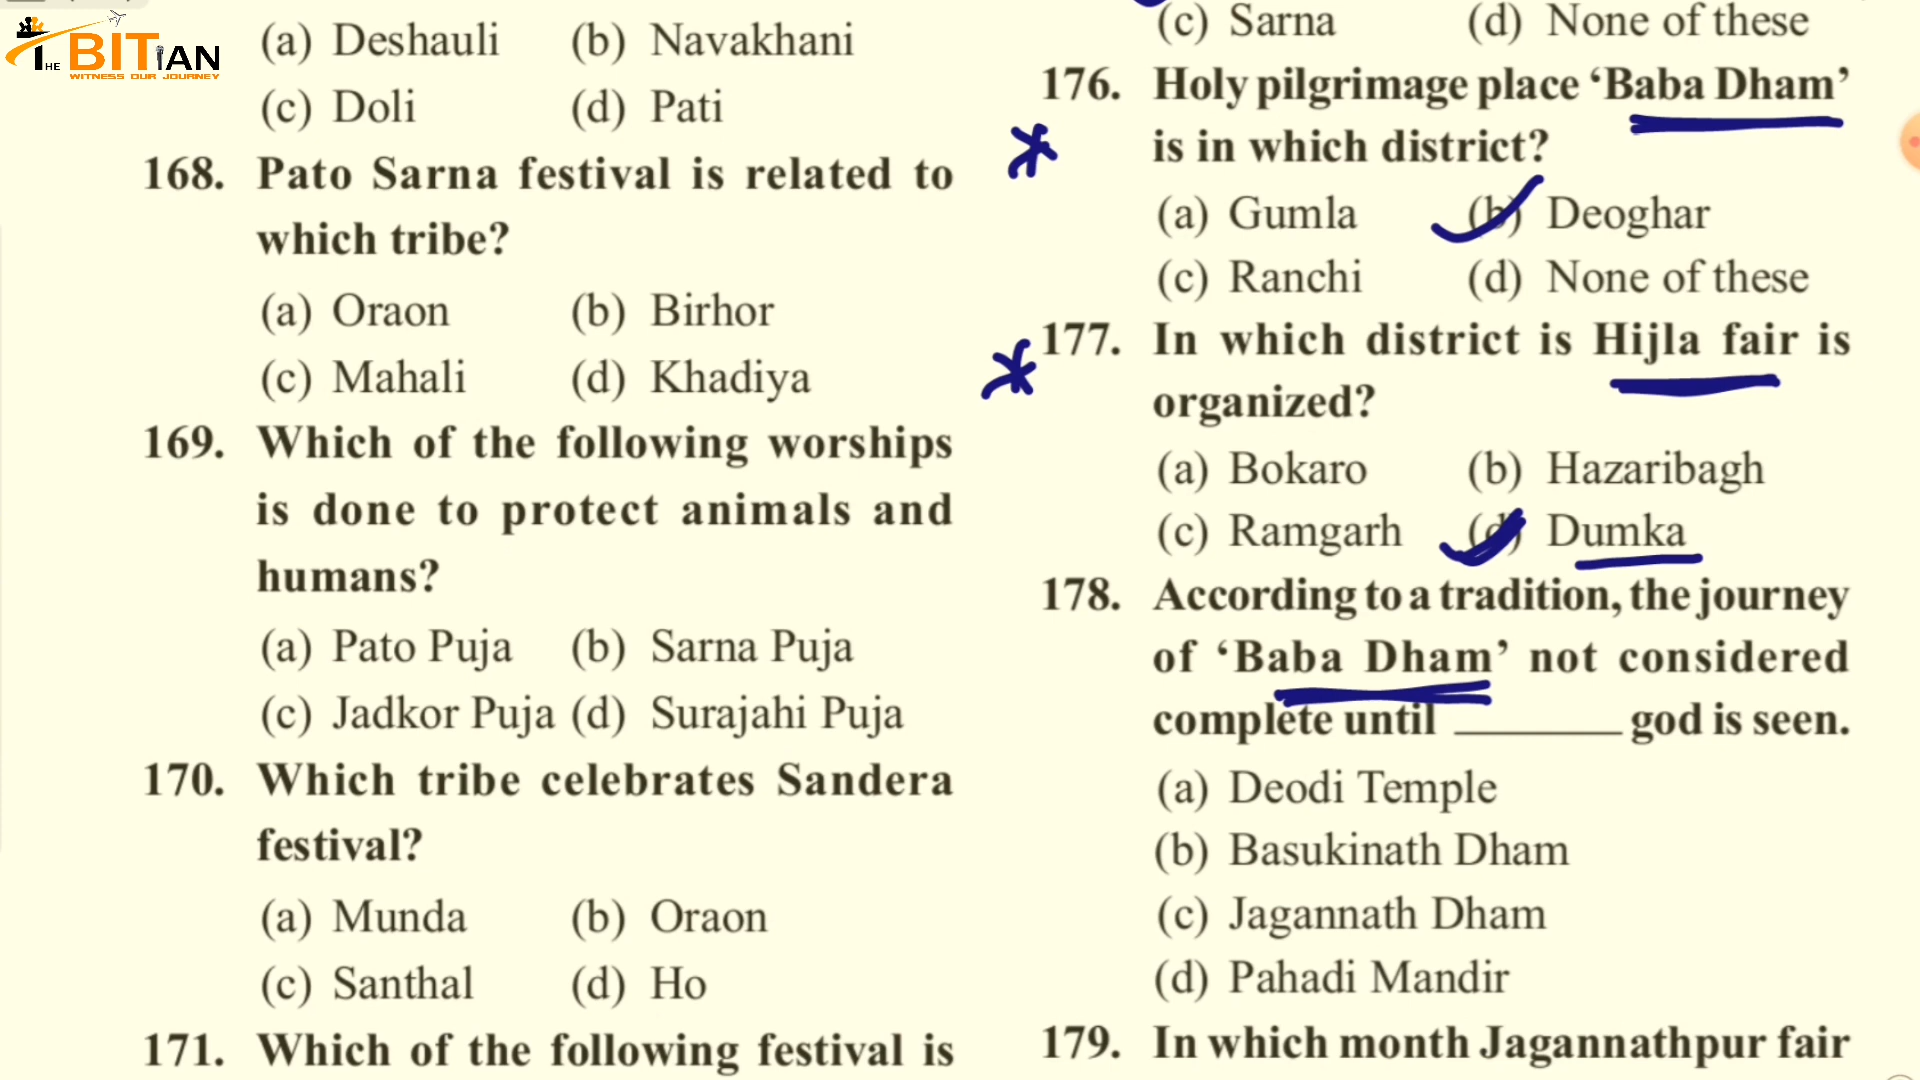 THE BITIAN
WITNESS OUR JOURNEY
(a) Deshauli (b) Navakhani
(c) Doli (d) Pati
168. Pato Sarna festival is related to
which tribe?
(a) Oraon (b) Birhor
(c) Mahali (d) Khadiya
169. Which of the following worships
is done to protect animals and
humans?
(a) Pato Puja (b) Sarna Puja
(c) Jadkor Puja (d) Surajahi Puja
170. Which tribe celebrates Sandera
festival?
(a) Munda (b) Oraon
(c) Santhal (d) Ho
171. Which of the following festival is
(c) Sarna (d) None of these
176. Holy pilgrimage place ‘Baba Dham’
is in which district?
(a) Gumla (b) Deoghar
(c) Ranchi (d) None of these
177. In which district is Hijla fair is
organized?
(a) Bokaro (b) Hazaribagh
(c) Ramgarh (d) Dumka
178. According to a tradition, the journey
of ‘Baba Dham’ not considered
complete until ________ god is seen.
(a) Deodi Temple
(b) Basukinath Dham
(c) Jagannath Dham
(d) Pahadi Mandir
179. In which month Jagannathpur fair